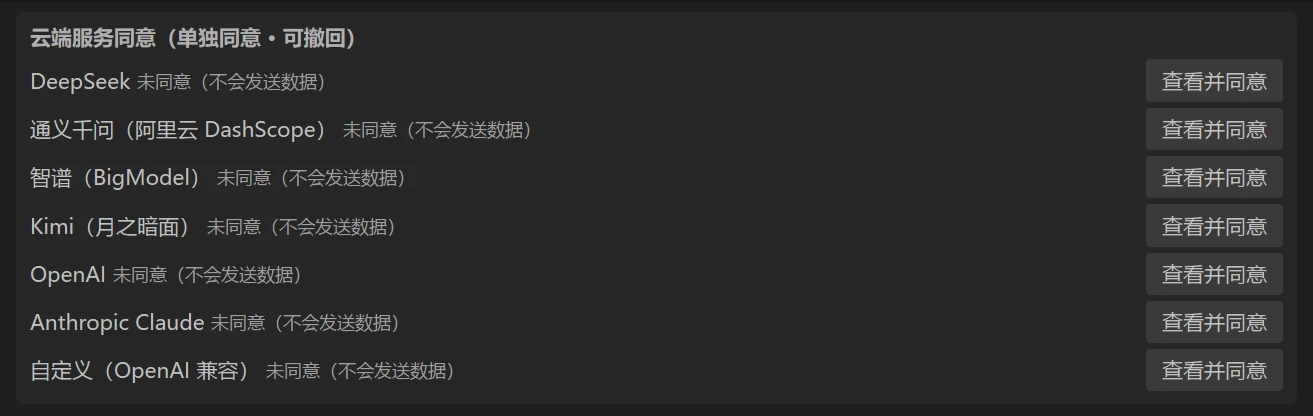 云端服务同意（单独同意・可撤回）
DeepSeek 未同意（不会发送数据） 查看并同意
通义千问（阿里云 DashScope） 未同意（不会发送数据） 查看并同意
智谱（BigModel） 未同意（不会发送数据） 查看并同意
Kimi（月之暗面） 未同意（不会发送数据） 查看并同意
OpenAI 未同意（不会发送数据） 查看并同意
Anthropic Claude 未同意（不会发送数据） 查看并同意
自定义（OpenAI 兼容） 未同意（不会发送数据） 查看并同意